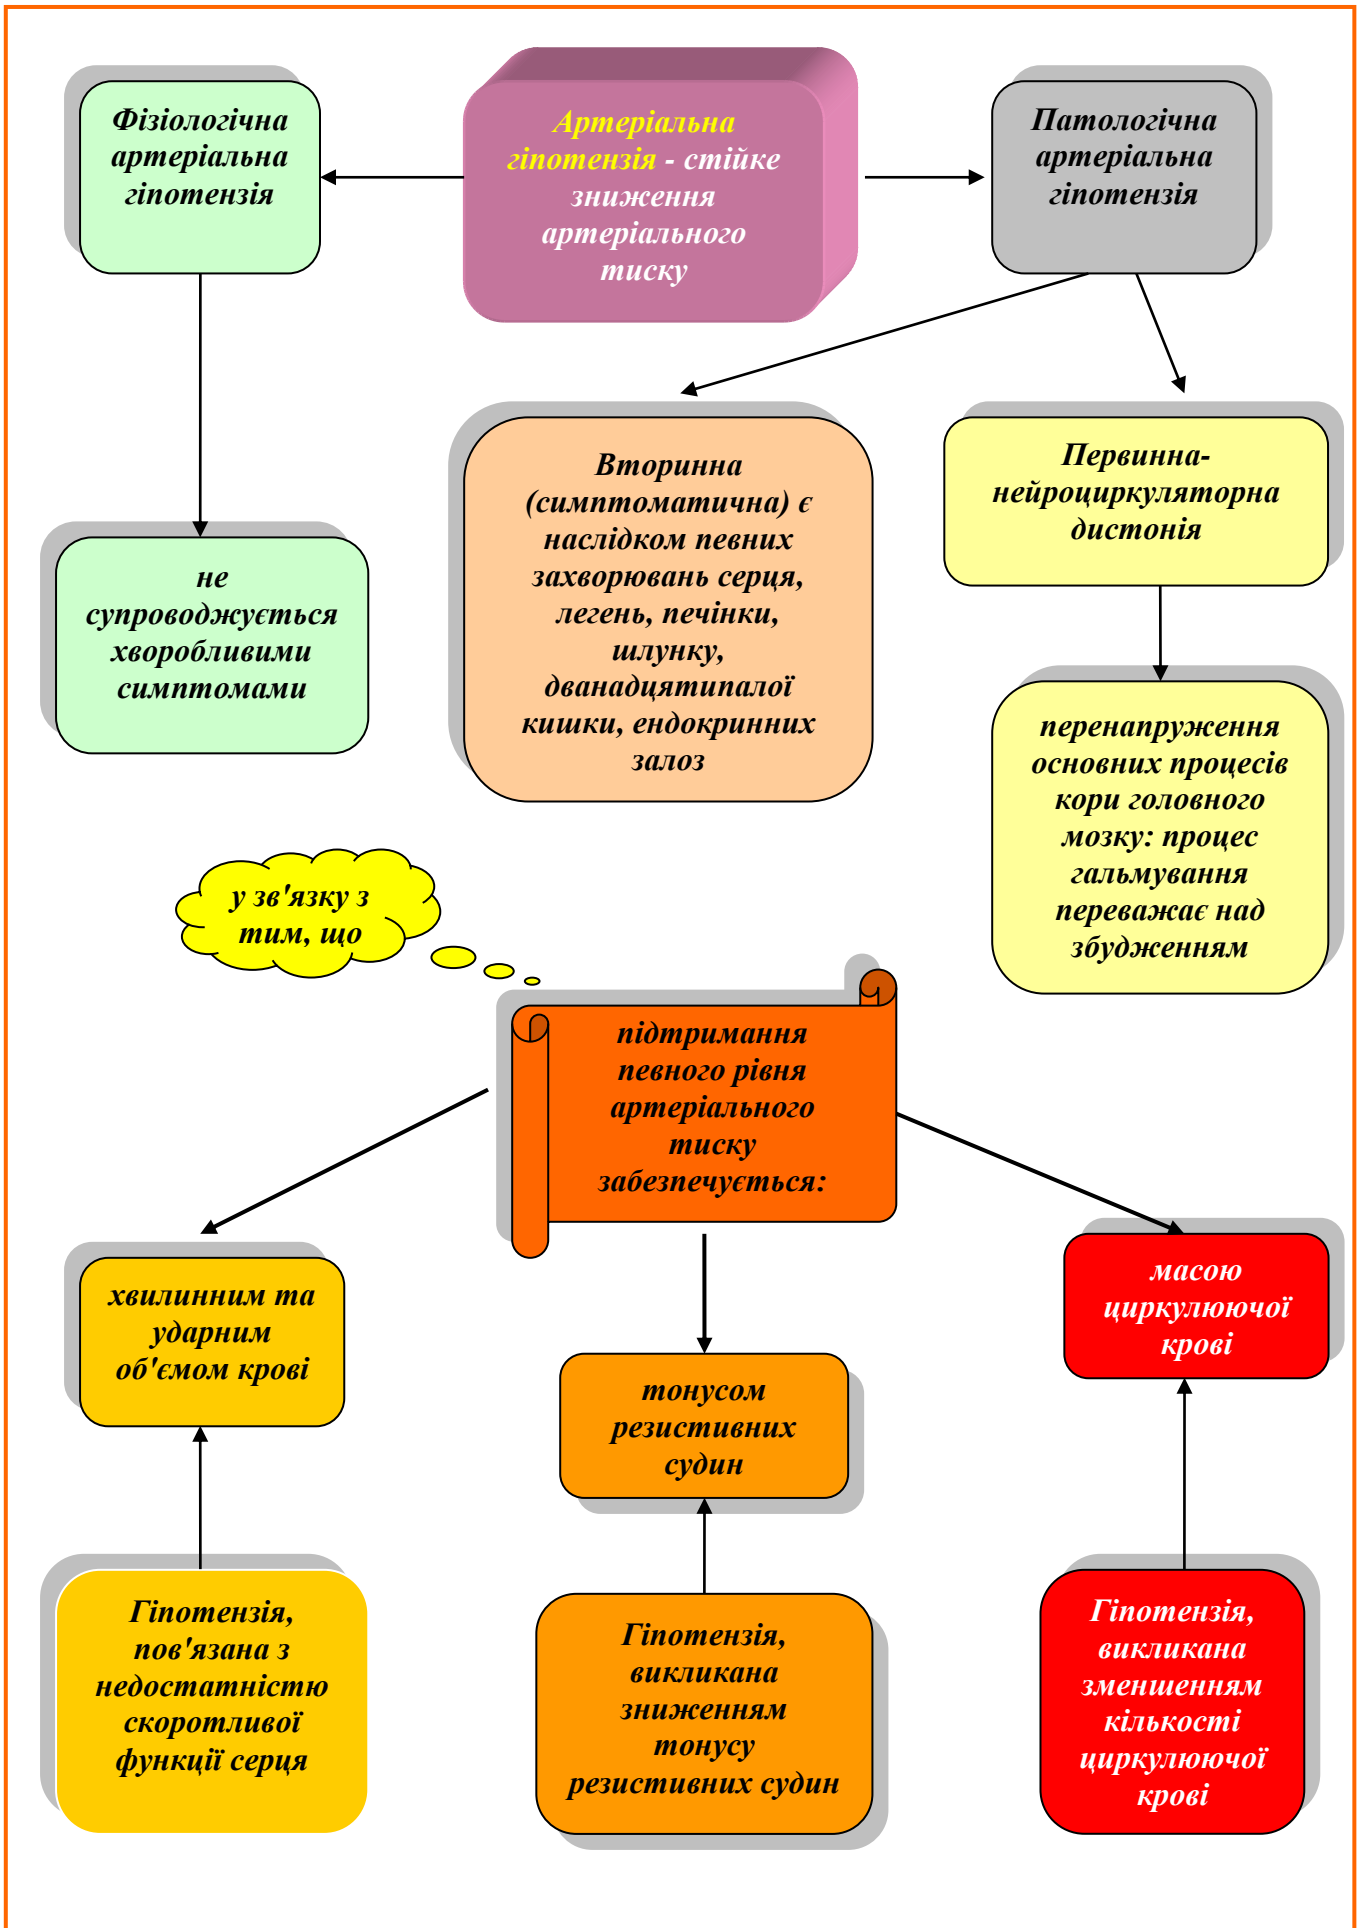 Фізіологічна
артеріальна
гіпотензія
Артеріальна
гіпотензія - стійке
зниження
артеріального
тиску
Патологічна
артеріальна
гіпотензія
Вторинна
(симптоматична) є
наслідком певних
захворювань серця,
легень, печінки,
шлунку,
дванадцятипалої
кишки, ендокринних
залоз
Первинна-
нейроциркуляторна
дистонія
не
супроводжується
хворобливими
симптомами
перенапруження
основних процесів
кори головного
мозку: процес
гальмування
переважає над
збудженням
у зв'язку з
тим, що
підтримання
певного рівня
артеріального
тиску
забезпечується:
хвилинним та
ударним
об'ємом крові
тонусом
резистивних
судин
масою
циркулюючої
крові
Гіпотензія,
пов'язана з
недостатністю
скоротливої
функції серця
Гіпотензія,
викликана
зниженням
тонусу
резистивних судин
Гіпотензія,
викликана
зменшенням
кількості
циркулюючої
крові